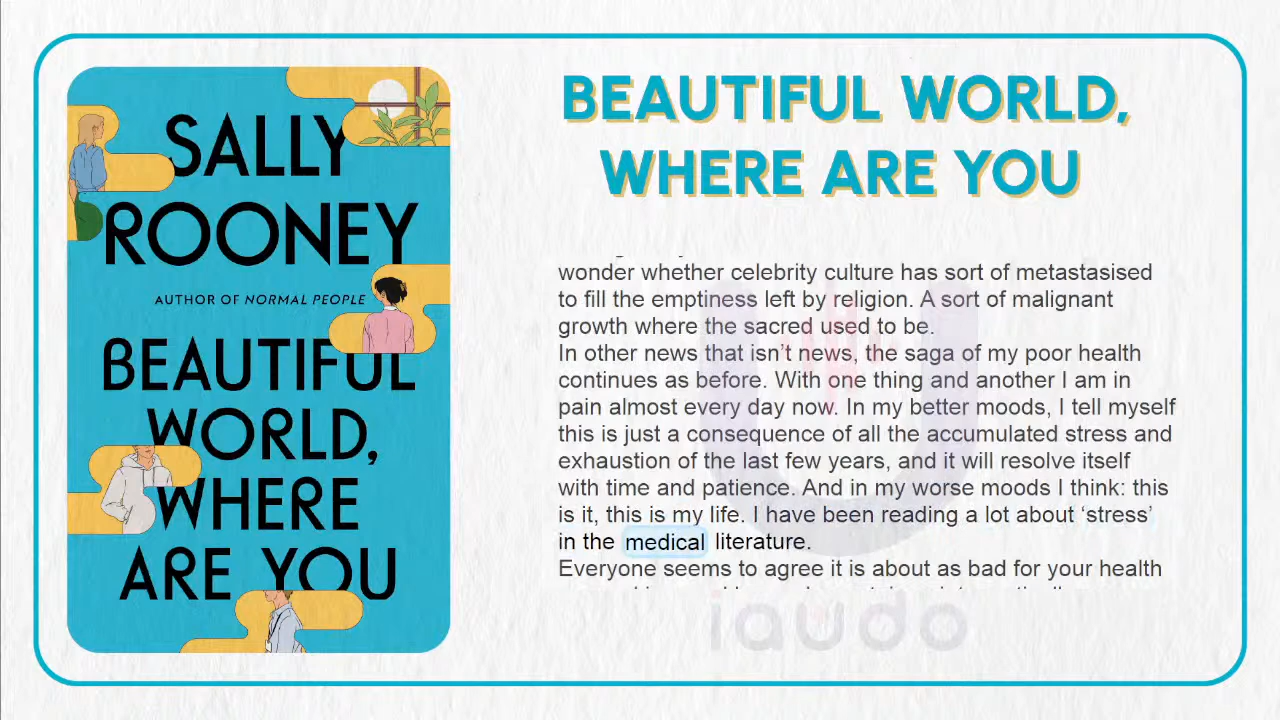 SALLY
ROONEY
AUTHOR OF NORMAL PEOPLE
BEAUTIFUL
WORLD,
WHERE
ARE YOU
BEAUTIFUL WORLD,
WHERE ARE YOU
wonder whether celebrity culture has sort of metastasised
to fill the emptiness left by religion. A sort of malignant
growth where the sacred used to be.
In other news that isn’t news, the saga of my poor health
continues as before. With one thing and another I am in
pain almost every day now. In my better moods, I tell myself
this is just a consequence of all the accumulated stress and
exhaustion of the last few years, and it will resolve itself
with time and patience. And in my worse moods I think: this
is it, this is my life. I have been reading a lot about ‘stress’
in the medical literature.
Everyone seems to agree it is about as bad for your health
iaudo